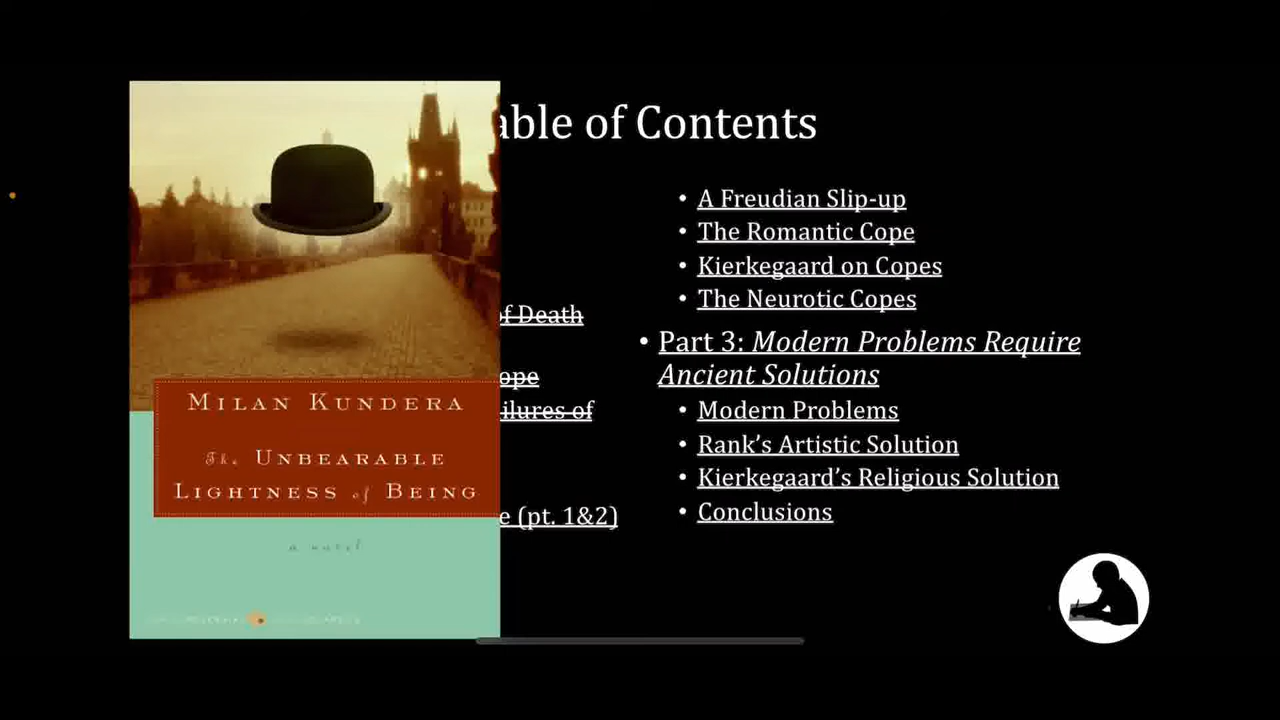 able of Contents
MILAN KUNDERA
The UNBEARABLE
LIGHTNESS of BEING
a novel
of Death
ope
ilures of
e (pt. 1&2)
• A Freudian Slip-up
• The Romantic Cope
• Kierkegaard on Copes
• The Neurotic Copes
• Part 3: Modern Problems Require
Ancient Solutions
• Modern Problems
• Rank's Artistic Solution
• Kierkegaard's Religious Solution
• Conclusions